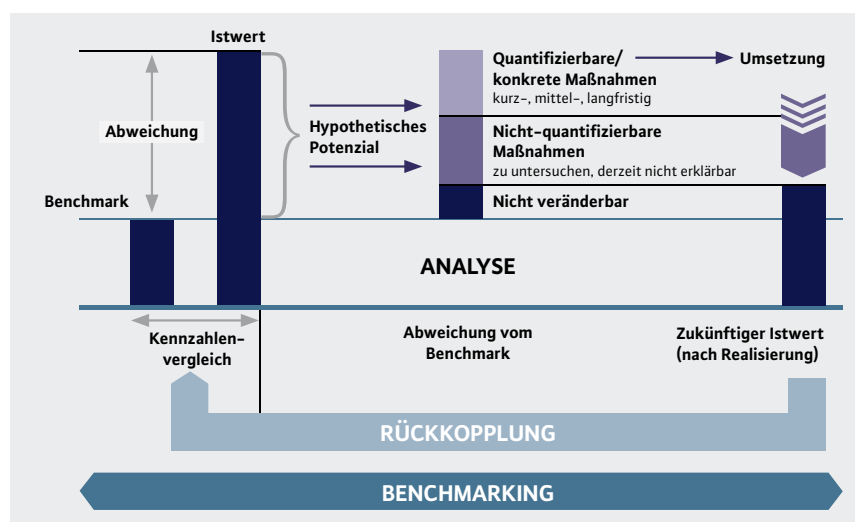 Istwert
Abweichung
Benchmark
Hypothetisches
Potenzial
Quantifizierbare/
konkrete Maßnahmen
kurz-, mittel-, langfristig
Umsetzung
Nicht-quantifizierbare
Maßnahmen
zu untersuchen, derzeit nicht erklärbar
Nicht veränderbar
ANALYSE
Kennzahlen-
vergleich
Abweichung vom
Benchmark
Zukünftiger Istwert
(nach Realisierung)
RÜCKKOPPLUNG
BENCHMARKING